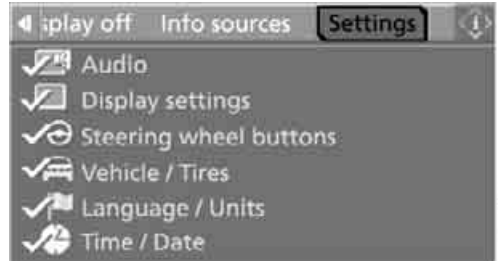 splay off Info sources Settings i
Audio
Display settings
Steering wheel buttons
Vehicle / Tires
Language / Units
Time / Date